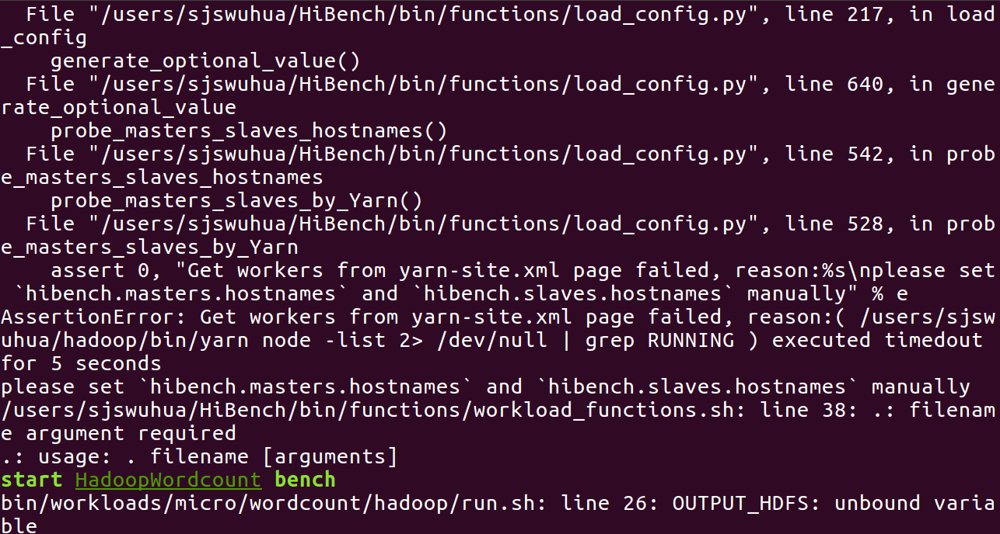 File "/users/sjswuhua/HiBench/bin/functions/load_config.py", line 217, in load
_config
    generate_optional_value()
  File "/users/sjswuhua/HiBench/bin/functions/load_config.py", line 640, in gene
rate_optional_value
    probe_masters_slaves_hostnames()
  File "/users/sjswuhua/HiBench/bin/functions/load_config.py", line 542, in prob
e_masters_slaves_hostnames
    probe_masters_slaves_by_Yarn()
  File "/users/sjswuhua/HiBench/bin/functions/load_config.py", line 528, in prob
e_masters_slaves_by_Yarn
    assert 0, "Get workers from yarn-site.xml page failed, reason:%s\nplease set
 `hibench.masters.hostnames` and `hibench.slaves.hostnames` manually" % e
AssertionError: Get workers from yarn-site.xml page failed, reason:( /users/sjsw
uhua/hadoop/bin/yarn node -list 2> /dev/null | grep RUNNING ) executed timedout
for 5 seconds
please set `hibench.masters.hostnames` and `hibench.slaves.hostnames` manually
/users/sjswuhua/HiBench/bin/functions/workload_functions.sh: line 38: .: filenam
e argument required
.: usage: . filename [arguments]
start HadoopWordcount bench
bin/workloads/micro/wordcount/hadoop/run.sh: line 26: OUTPUT_HDFS: unbound varia
ble